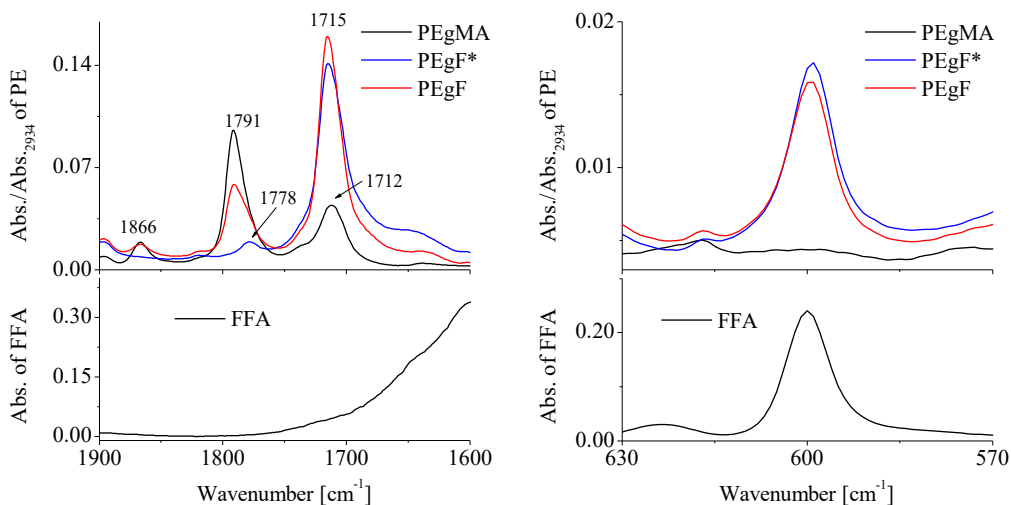 Abs./Abs.2934 of PE
0.14
0.07
0.00
1715
1791
1866
1778
1712
PEgMA
PEgF*
PEgF
Abs. of FFA
0.30
0.15
0.00
FFA
1900
1800
1700
1600
Wavenumber [cm-1]
Abs./Abs.2934 of PE
0.02
0.01
PEgMA
PEgF*
PEgF
Abs. of FFA
0.20
0.00
FFA
630
600
570
Wavenumber [cm-1]